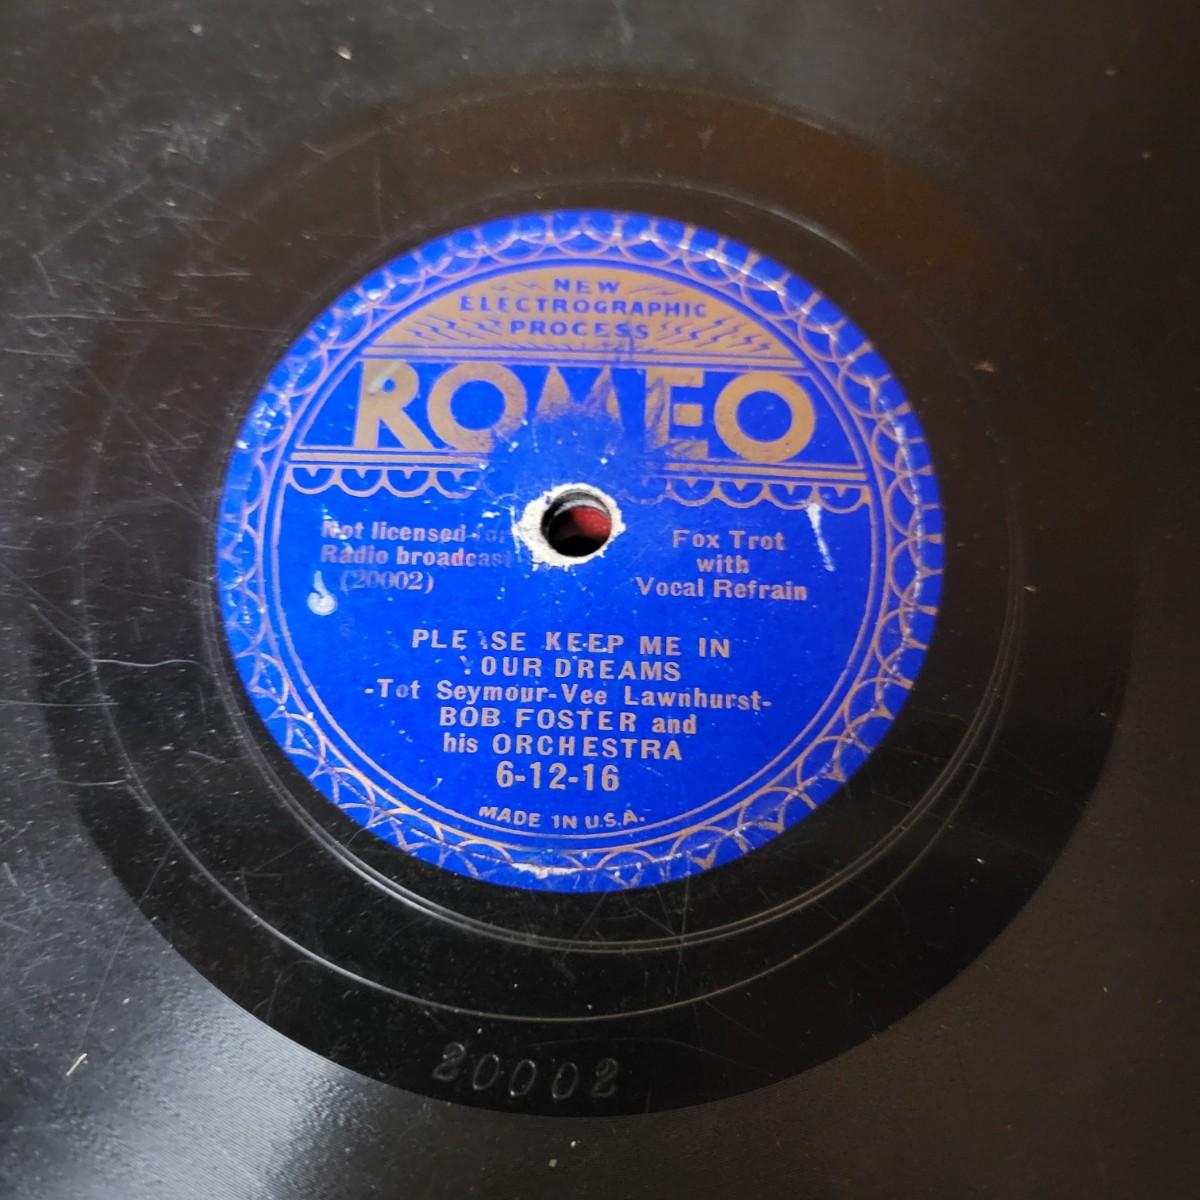 NEW
ELECTROGRAPHIC
PROCESS
ROMEO
Not licensed for
Radio broadcast
(20002)
Fox Trot
with
Vocal Refrain
PLEASE KEEP ME IN
YOUR DREAMS
-Tot Seymour-Vee Lawnhurst-
BOB FOSTER and
his ORCHESTRA
6-12-16
MADE IN U.S.A.
20002